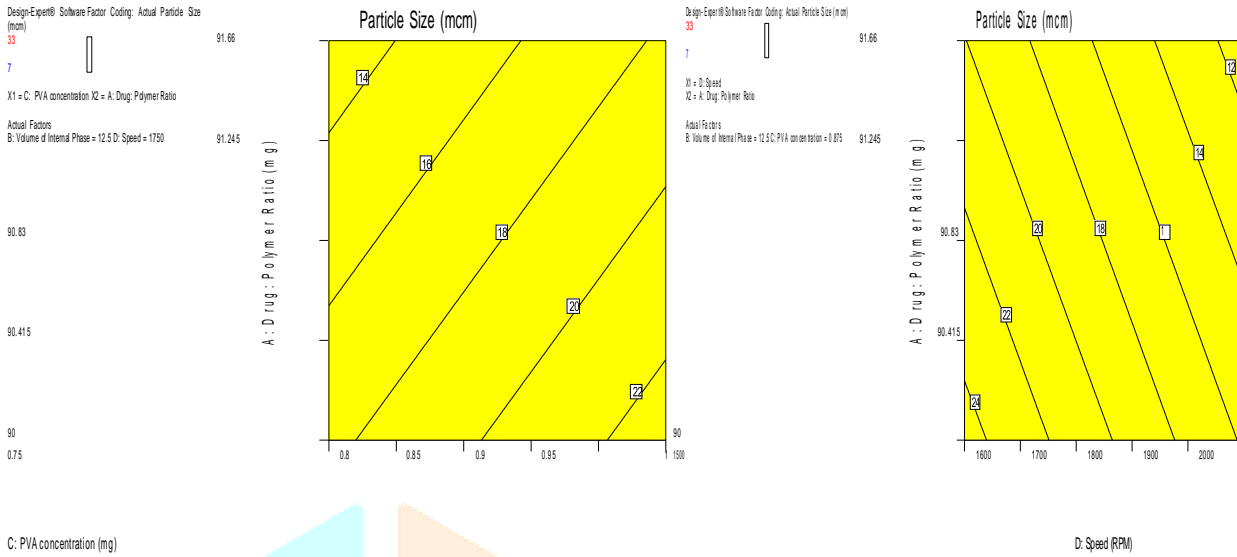 Design-Expert® Software Factor Coding: Actual Particle Size
(mcm)
33
7
X1 = C: PVA concentration X2 = A: Drug: Polymer Ratio
Actual Factors
B: Volume of Internal Phase = 12.5 D: Speed = 1750
Particle Size (mcm)
91.66
91.245
90.83
90.415
90
0.75
A: Drug: Polymer Ratio (mg)
14
16
18
20
22
0.8 0.85 0.9 0.95 1
C: PVA concentration (mg)
Design-Expert® Software Factor Coding: Actual Particle Size (mcm)
33
7
X1 = D: Speed
X2 = A: Drug: Polymer Ratio
Actual Factors
B: Volume of Internal Phase = 12.5 C: PVA concentration = 0.875
Particle Size (mcm)
91.66
91.245
90.83
90.415
90
1500
A: Drug: Polymer Ratio (mg)
12
14
20
18
1
22
24
1600 1700 1800 1900 2000
D: Speed (RPM)